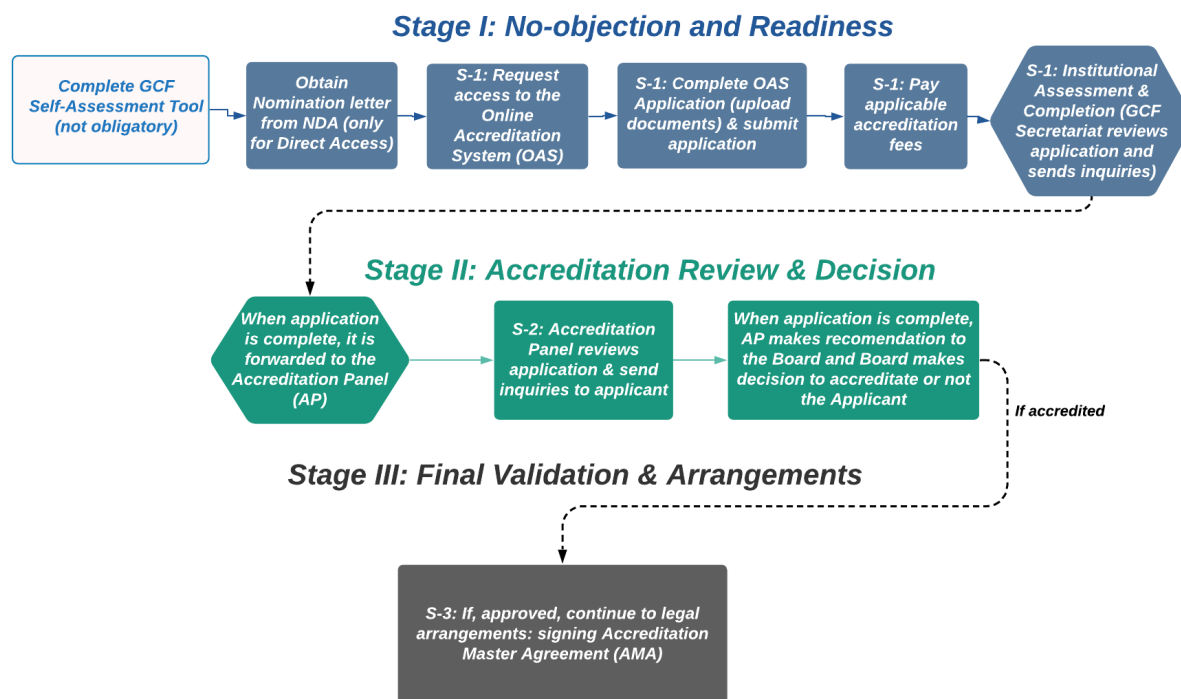 Stage I: No-objection and Readiness
Complete GCF
Self-Assessment Tool
(not obligatory)
Obtain
Nomination letter
from NDA (only
for Direct Access)
S-1: Request
access to the
Online
Accreditation
System (OAS)
S-1: Complete OAS
Application (upload
documents) & submit
application
S-1: Pay
applicable
accreditation
fees
S-1: Institutional
Assessment &
Completion (GCF
Secretariat reviews
application and
sends inquiries)
Stage II: Accreditation Review & Decision
When application
is complete, it is
forwarded to the
Accreditation Panel
(AP)
S-2: Accreditation
Panel reviews
application & send
inquiries to applicant
When application is complete,
AP makes recomendation to
the Board and Board makes
decision to accreditate or not
the Applicant
If accredited
Stage III: Final Validation & Arrangements
S-3: If, approved, continue to legal
arrangements: signing Accreditation
Master Agreement (AMA)